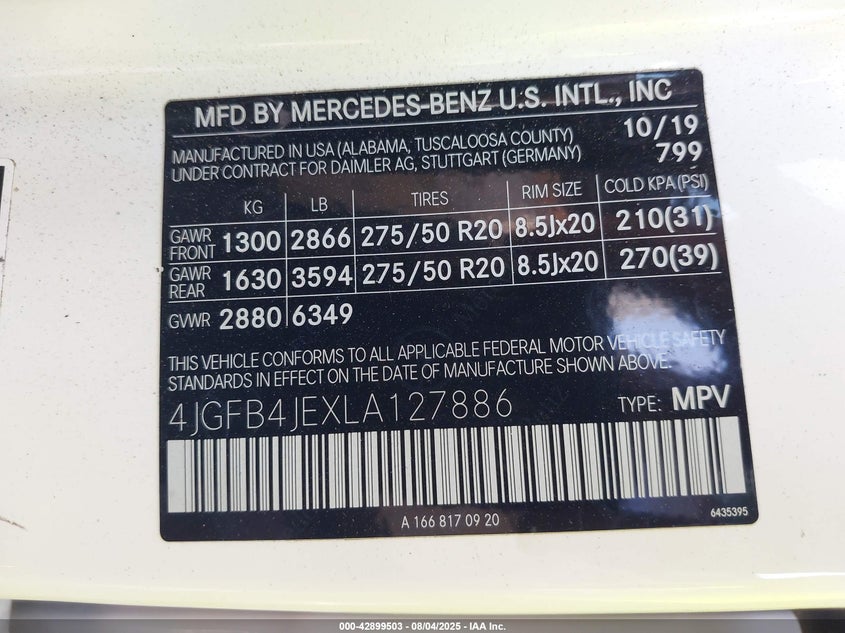 MFD BY MERCEDES-BENZ U.S. INTL., INC
MANUFACTURED IN USA (ALABAMA, TUSCALOOSA COUNTY) 10/19
UNDER CONTRACT FOR DAIMLER AG, STUTTGART (GERMANY) 799
KG LB TIRES RIM SIZE COLD KPA (PSI)
GAWR FRONT 1300 2866 275/50 R20 8.5Jx20 210(31)
GAWR REAR 1630 3594 275/50 R20 8.5Jx20 270(39)
GVWR 2880 6349
THIS VEHICLE CONFORMS TO ALL APPLICABLE FEDERAL MOTOR VEHICLE SAFETY
STANDARDS IN EFFECT ON THE DATE OF MANUFACTURE SHOWN ABOVE.
4JGFB4JEXLA127886 TYPE: MPV
A 166 817 09 20 6435395
000-42899503 - 08/04/2025 - IAA Inc.